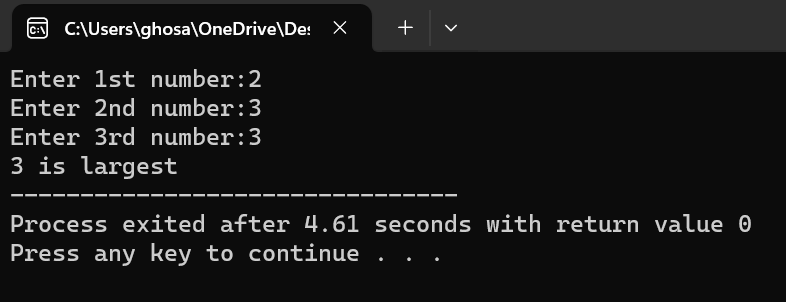 C:\Users\ghosa\OneDrive\Des
Enter 1st number:2
Enter 2nd number:3
Enter 3rd number:3
3 is largest
--------------------------------
Process exited after 4.61 seconds with return value 0
Press any key to continue . . .